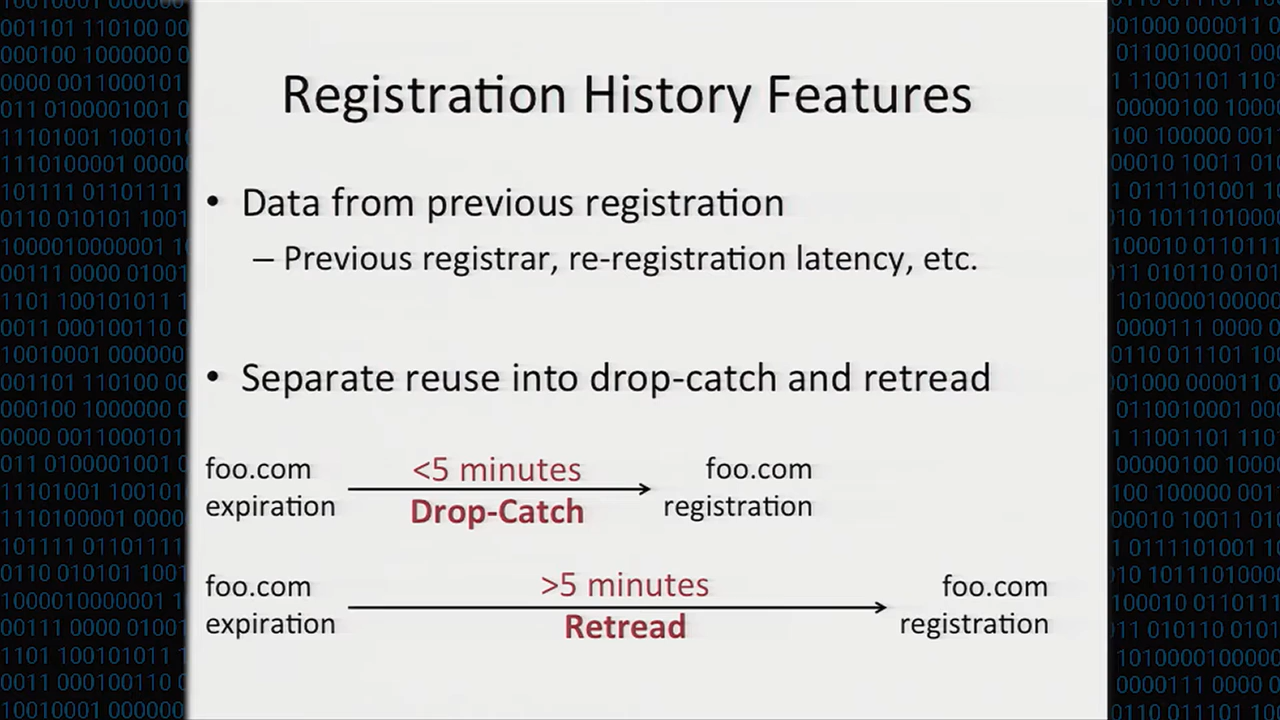 Registration History Features
• Data from previous registration
– Previous registrar, re-registration latency, etc.
• Separate reuse into drop-catch and retread
foo.com <5 minutes foo.com
expiration Drop-Catch registration
foo.com >5 minutes foo.com
expiration Retread registration